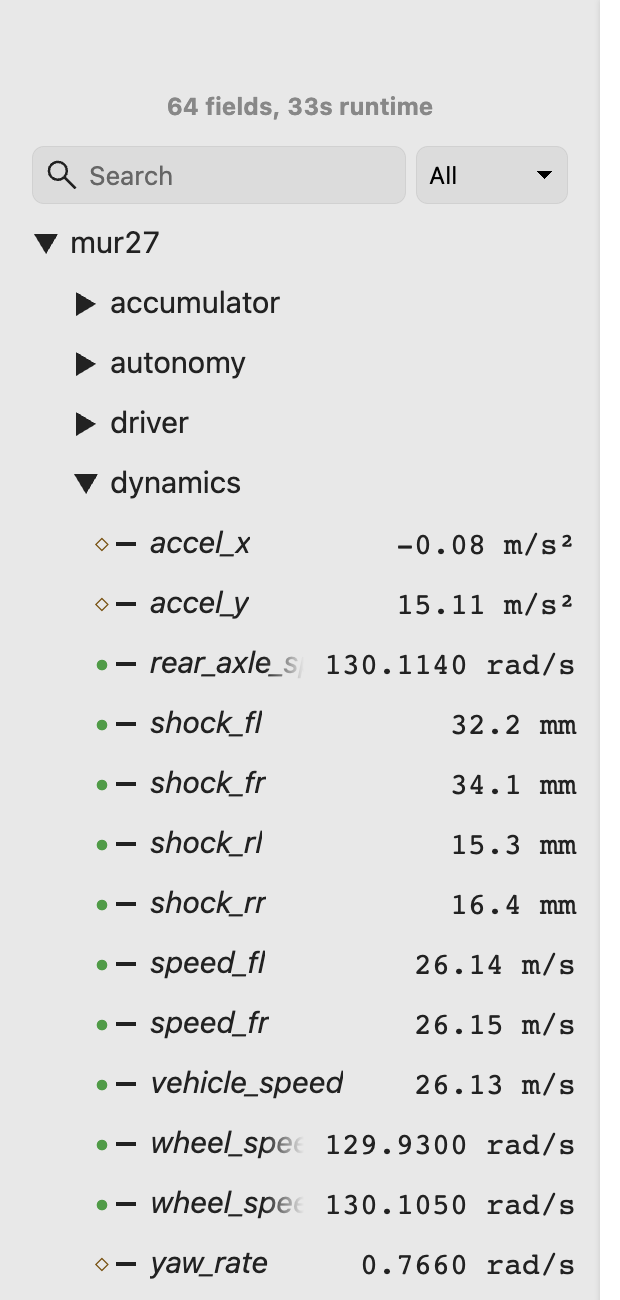 64 fields, 33s runtime
Search All
mur27
accumulator
autonomy
driver
dynamics
accel_x -0.08 m/s²
accel_y 15.11 m/s²
rear_axle_s 130.1140 rad/s
shock_fl 32.2 mm
shock_fr 34.1 mm
shock_rl 15.3 mm
shock_rr 16.4 mm
speed_fl 26.14 m/s
speed_fr 26.15 m/s
vehicle_speed 26.13 m/s
wheel_spee 129.9300 rad/s
wheel_spee 130.1050 rad/s
yaw_rate 0.7660 rad/s